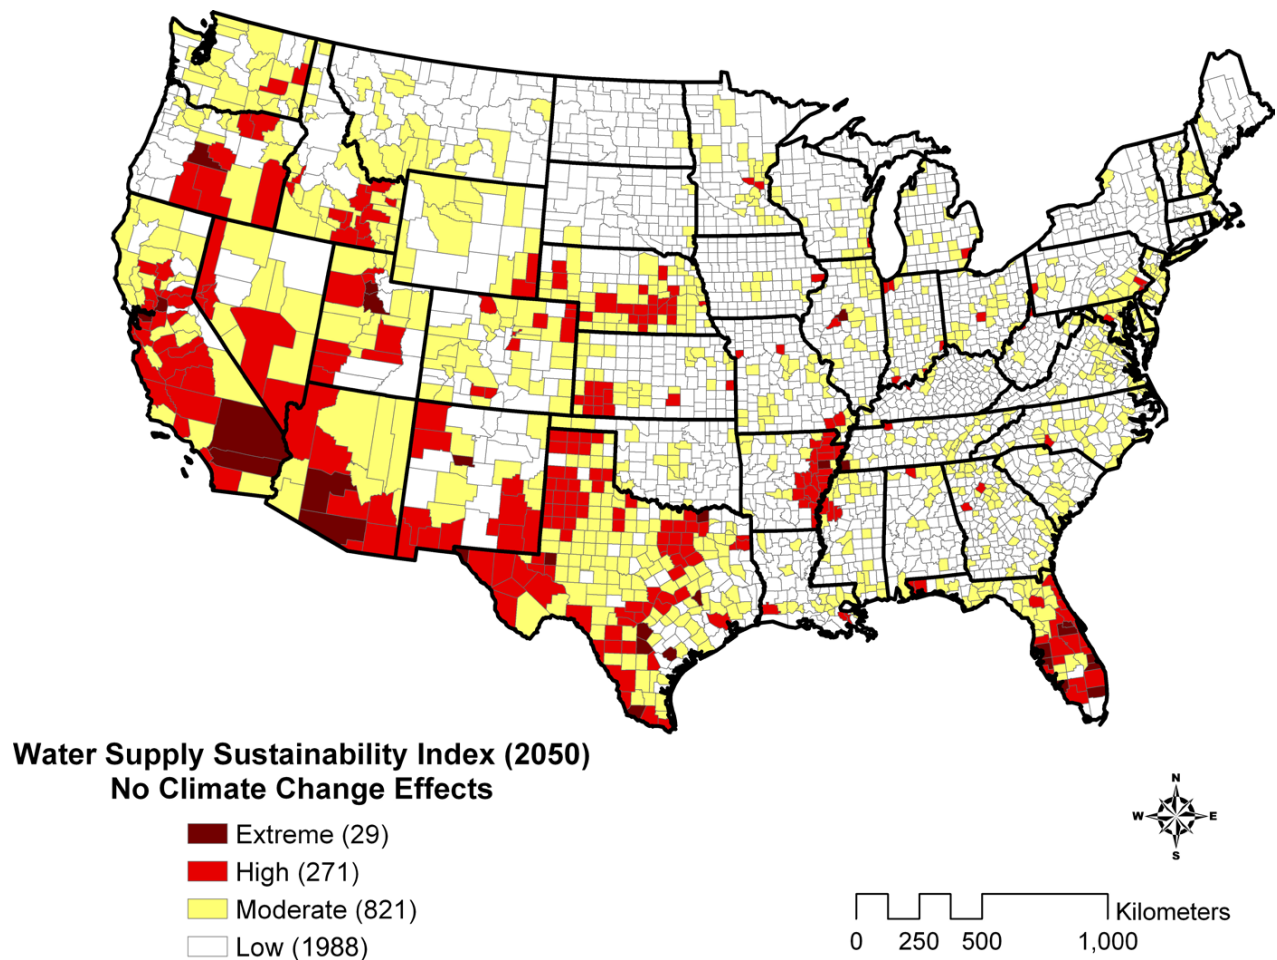 Water Supply Sustainability Index (2050)
No Climate Change Effects
Extreme (29)
High (271)
Moderate (821)
Low (1988)
N
W E
S
Kilometers
0 250 500 1,000